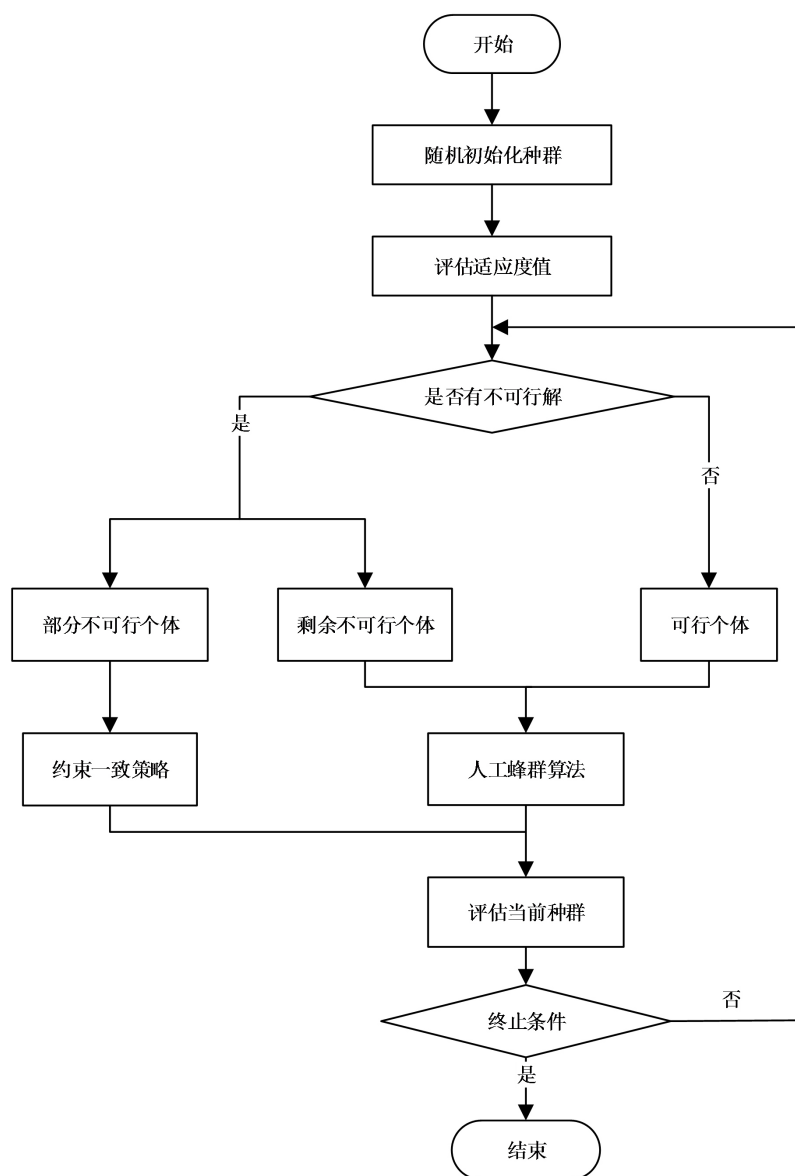 开始
随机初始化种群
评估适应度值
是否有不可行解
是
否
部分不可行个体
剩余不可行个体
可行个体
约束一致策略
人工蜂群算法
评估当前种群
终止条件
否
是
结束